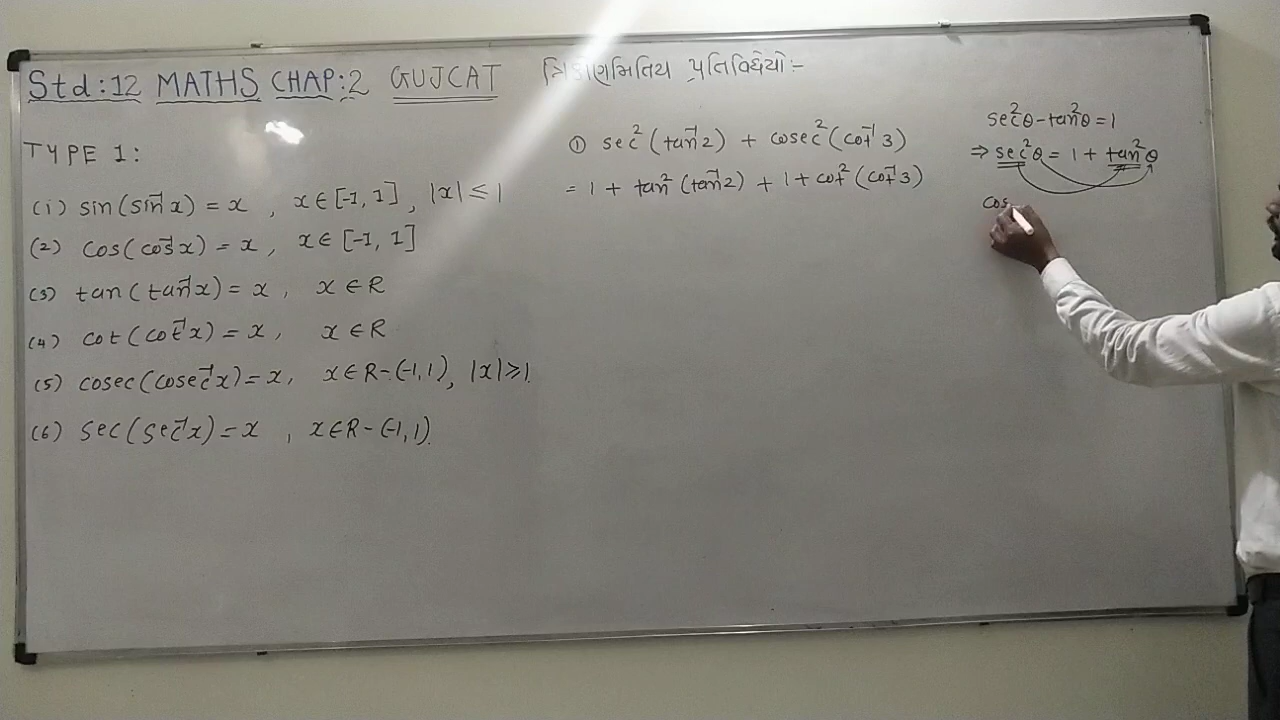 Std:12 MATHS CHAP:2 GUJCAT ત્રિકોણમિતિય પ્રતિવિધેયો:-
TYPE 1:
(1) sin(sin⁻¹x) = x , x∈[-1, 1] , |x| ≤ 1
(2) cos(cos⁻¹x) = x , x∈ [-1, 1]
(3) tan(tan⁻¹x) = x , x∈R
(4) cot(cot⁻¹x) = x , x∈R
(5) cosec(cosec⁻¹x) = x, x∈R-(-1,1), |x|⩾1
(6) sec(sec⁻¹x) = x , x∈R-(-1,1)
① sec²(tan⁻¹2) + cosec²(cot⁻¹3)
= 1 + tan²(tan⁻¹2) + 1 + cot²(cot⁻¹3)
sec²θ - tan²θ = 1
⇒ sec²θ = 1 + tan²θ
cos